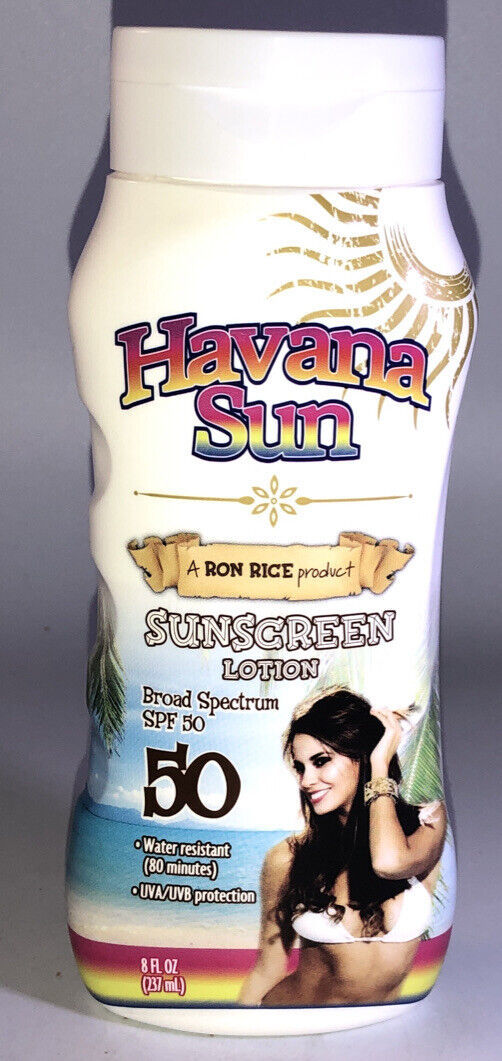 Havana
Sun
A RON RICE product
SUNSCREEN
LOTION
Broad Spectrum
SPF 50
50
• Water resistant
(80 minutes)
• UVA/UVB protection
8 FL OZ
(237 mL)